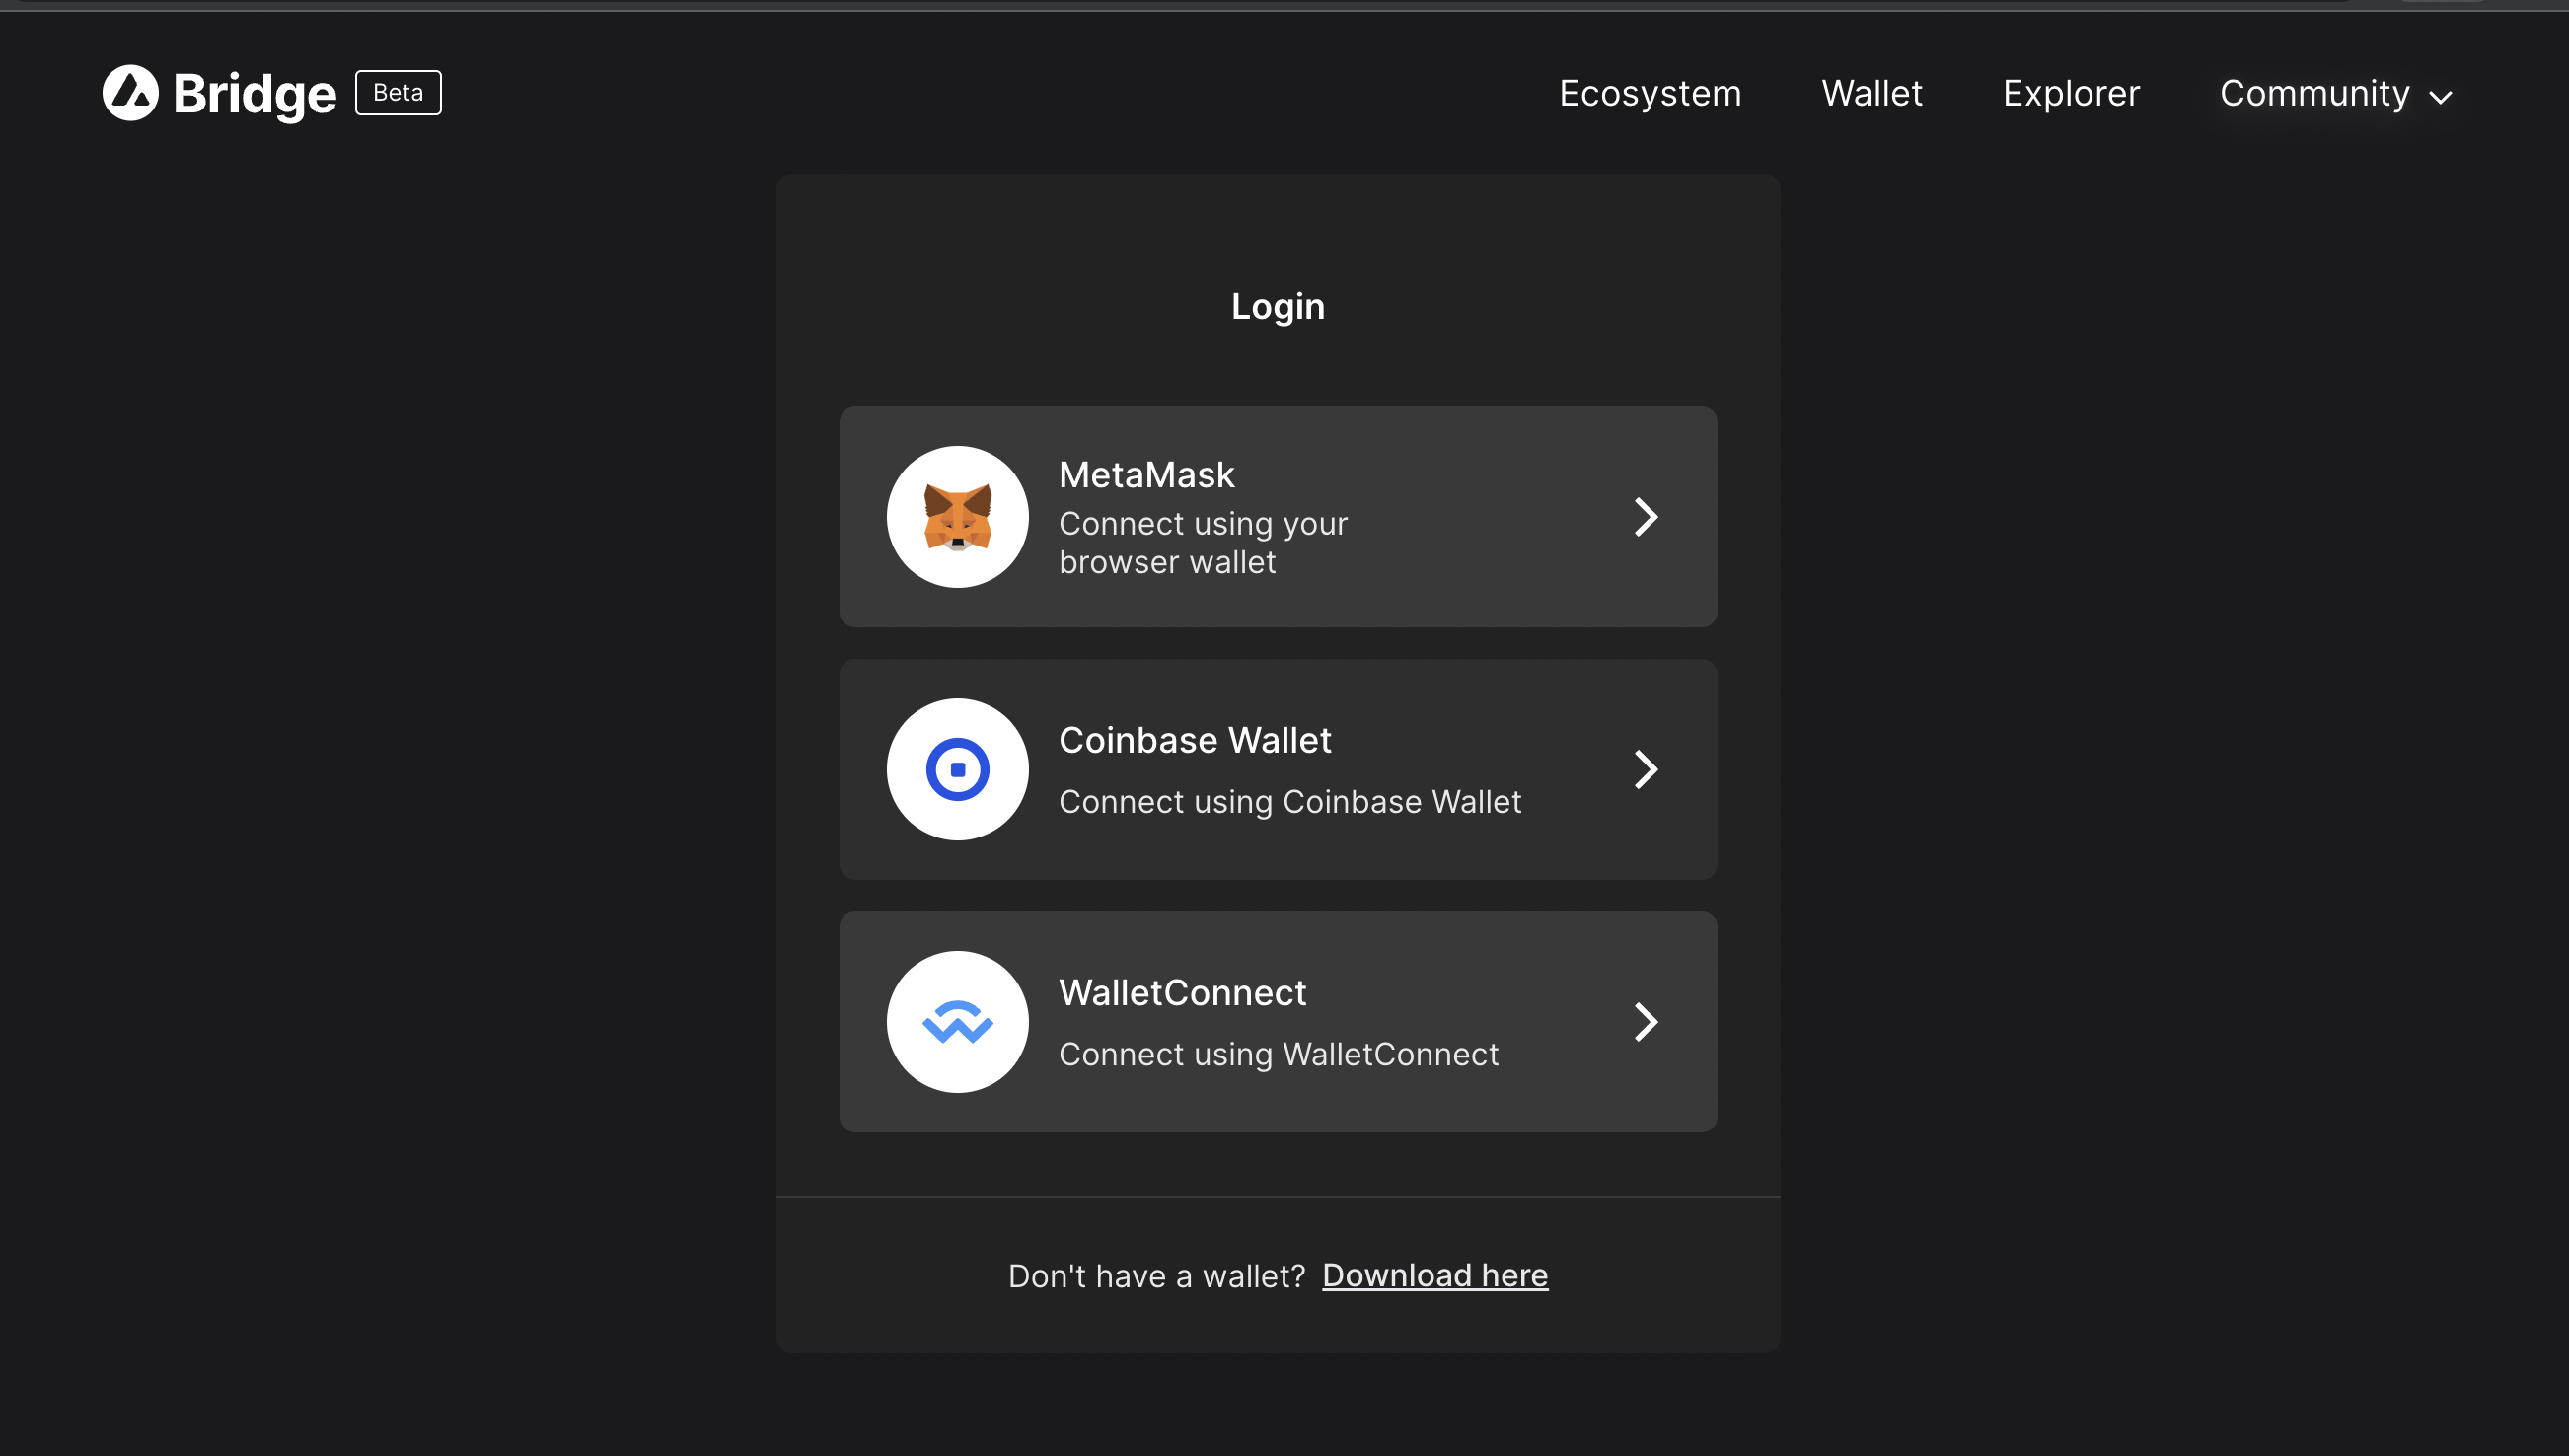 Bridge Beta Ecosystem Wallet Explorer Community
Login
MetaMask
Connect using your
browser wallet
Coinbase Wallet
Connect using Coinbase Wallet
WalletConnect
Connect using WalletConnect
Don't have a wallet? Download here